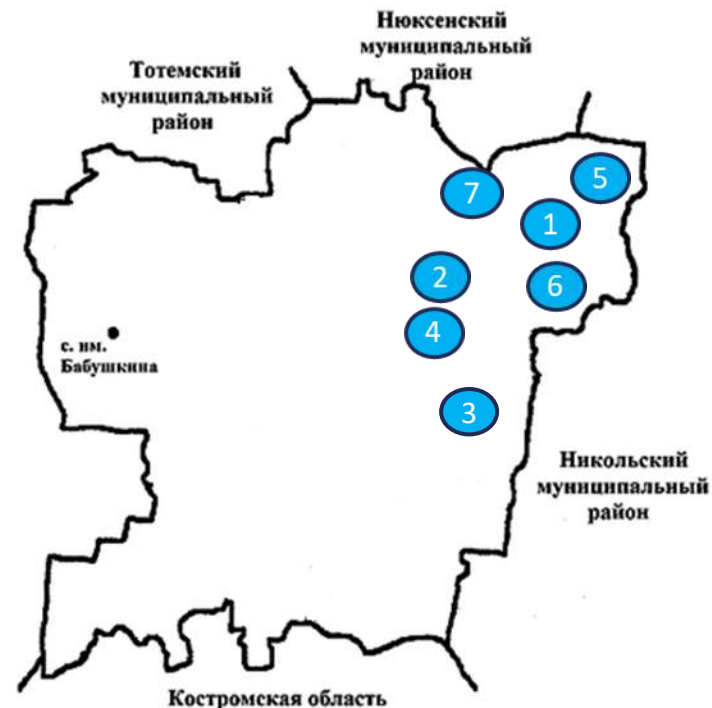 Нюксенский
муниципальный
район
Тотемский
муниципальный
район
5
7
1
2
6
4
с. им.
Бабушкина
3
Никольский
муниципальный
район
Костромская область